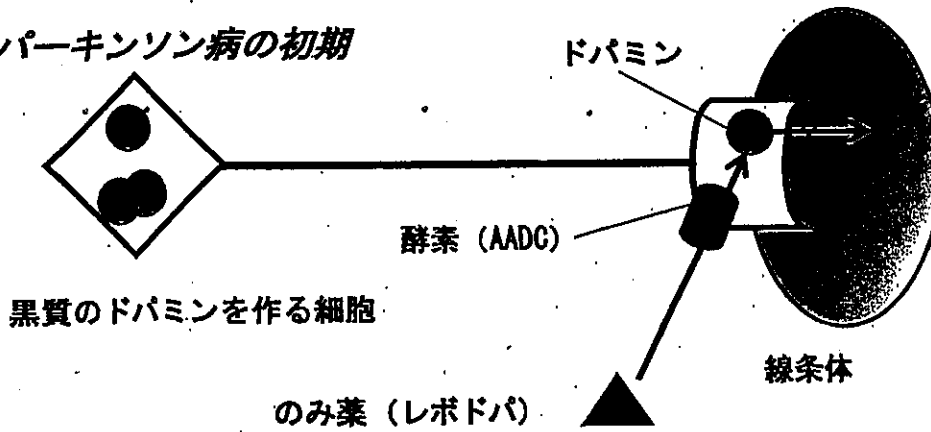 パーキンソン病の初期
ドパミン
酵素 (AADC)
黒質のドパミンを作る細胞
線条体
のみ薬 (レボドパ)